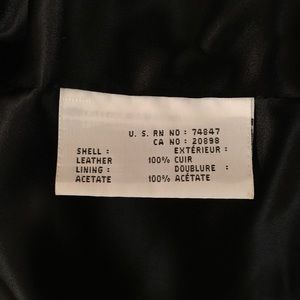 U. S. RN NO : 74847
CA NO : 20898
SHELL : EXTÉRIEUR :
LEATHER 100% CUIR
LINING : DOUBLURE :
ACETATE 100% ACÉTATE